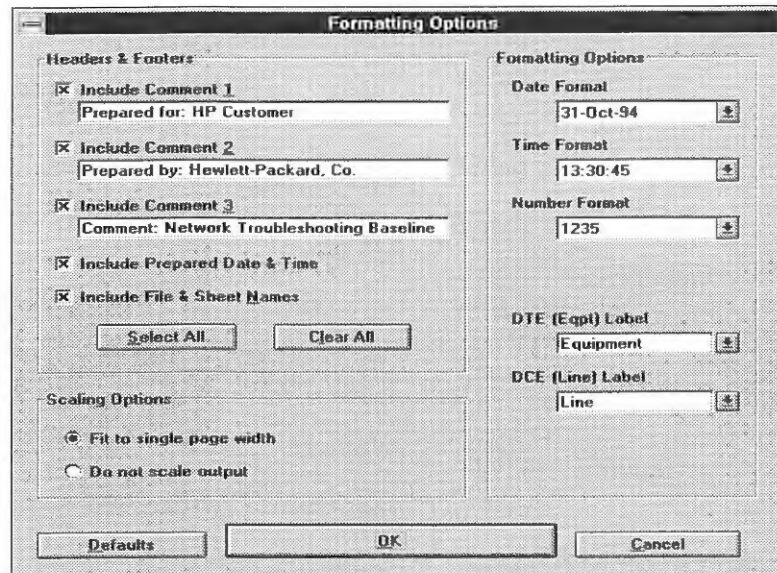 Formatting Options
Headers & Footers
Include Comment 1
Prepared for: HP Customer
Include Comment 2
Prepared by: Hewlett-Packard, Co.
Include Comment 3
Comment: Network Troubleshooting Baseline
Include Prepared Date & Time
Include File & Sheet Names
Select All
Clear All
Scaling Options
Fit to single page width
Do not scale output
Formatting Options
Date Format
31-Oct-94
Time Format
13:30:45
Number Format
1235
DTE (Eqpt) Label
Equipment
DCE (Line) Label
Line
Defaults
OK
Cancel